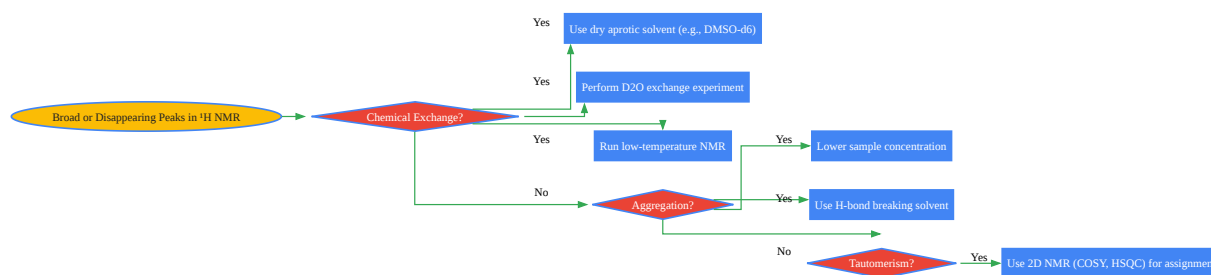 Yes
Use dry aprotic solvent (e.g., DMSO-d6)
Yes
Perform D2O exchange experiment
Broad or Disappearing Peaks in ¹H NMR
Chemical Exchange?
Yes
Run low-temperature NMR
Yes
Lower sample concentration
No
Aggregation?
Yes
Use H-bond breaking solvent
No
Tautomerism?
Yes
Use 2D NMR (COSY, HSQC) for assignment